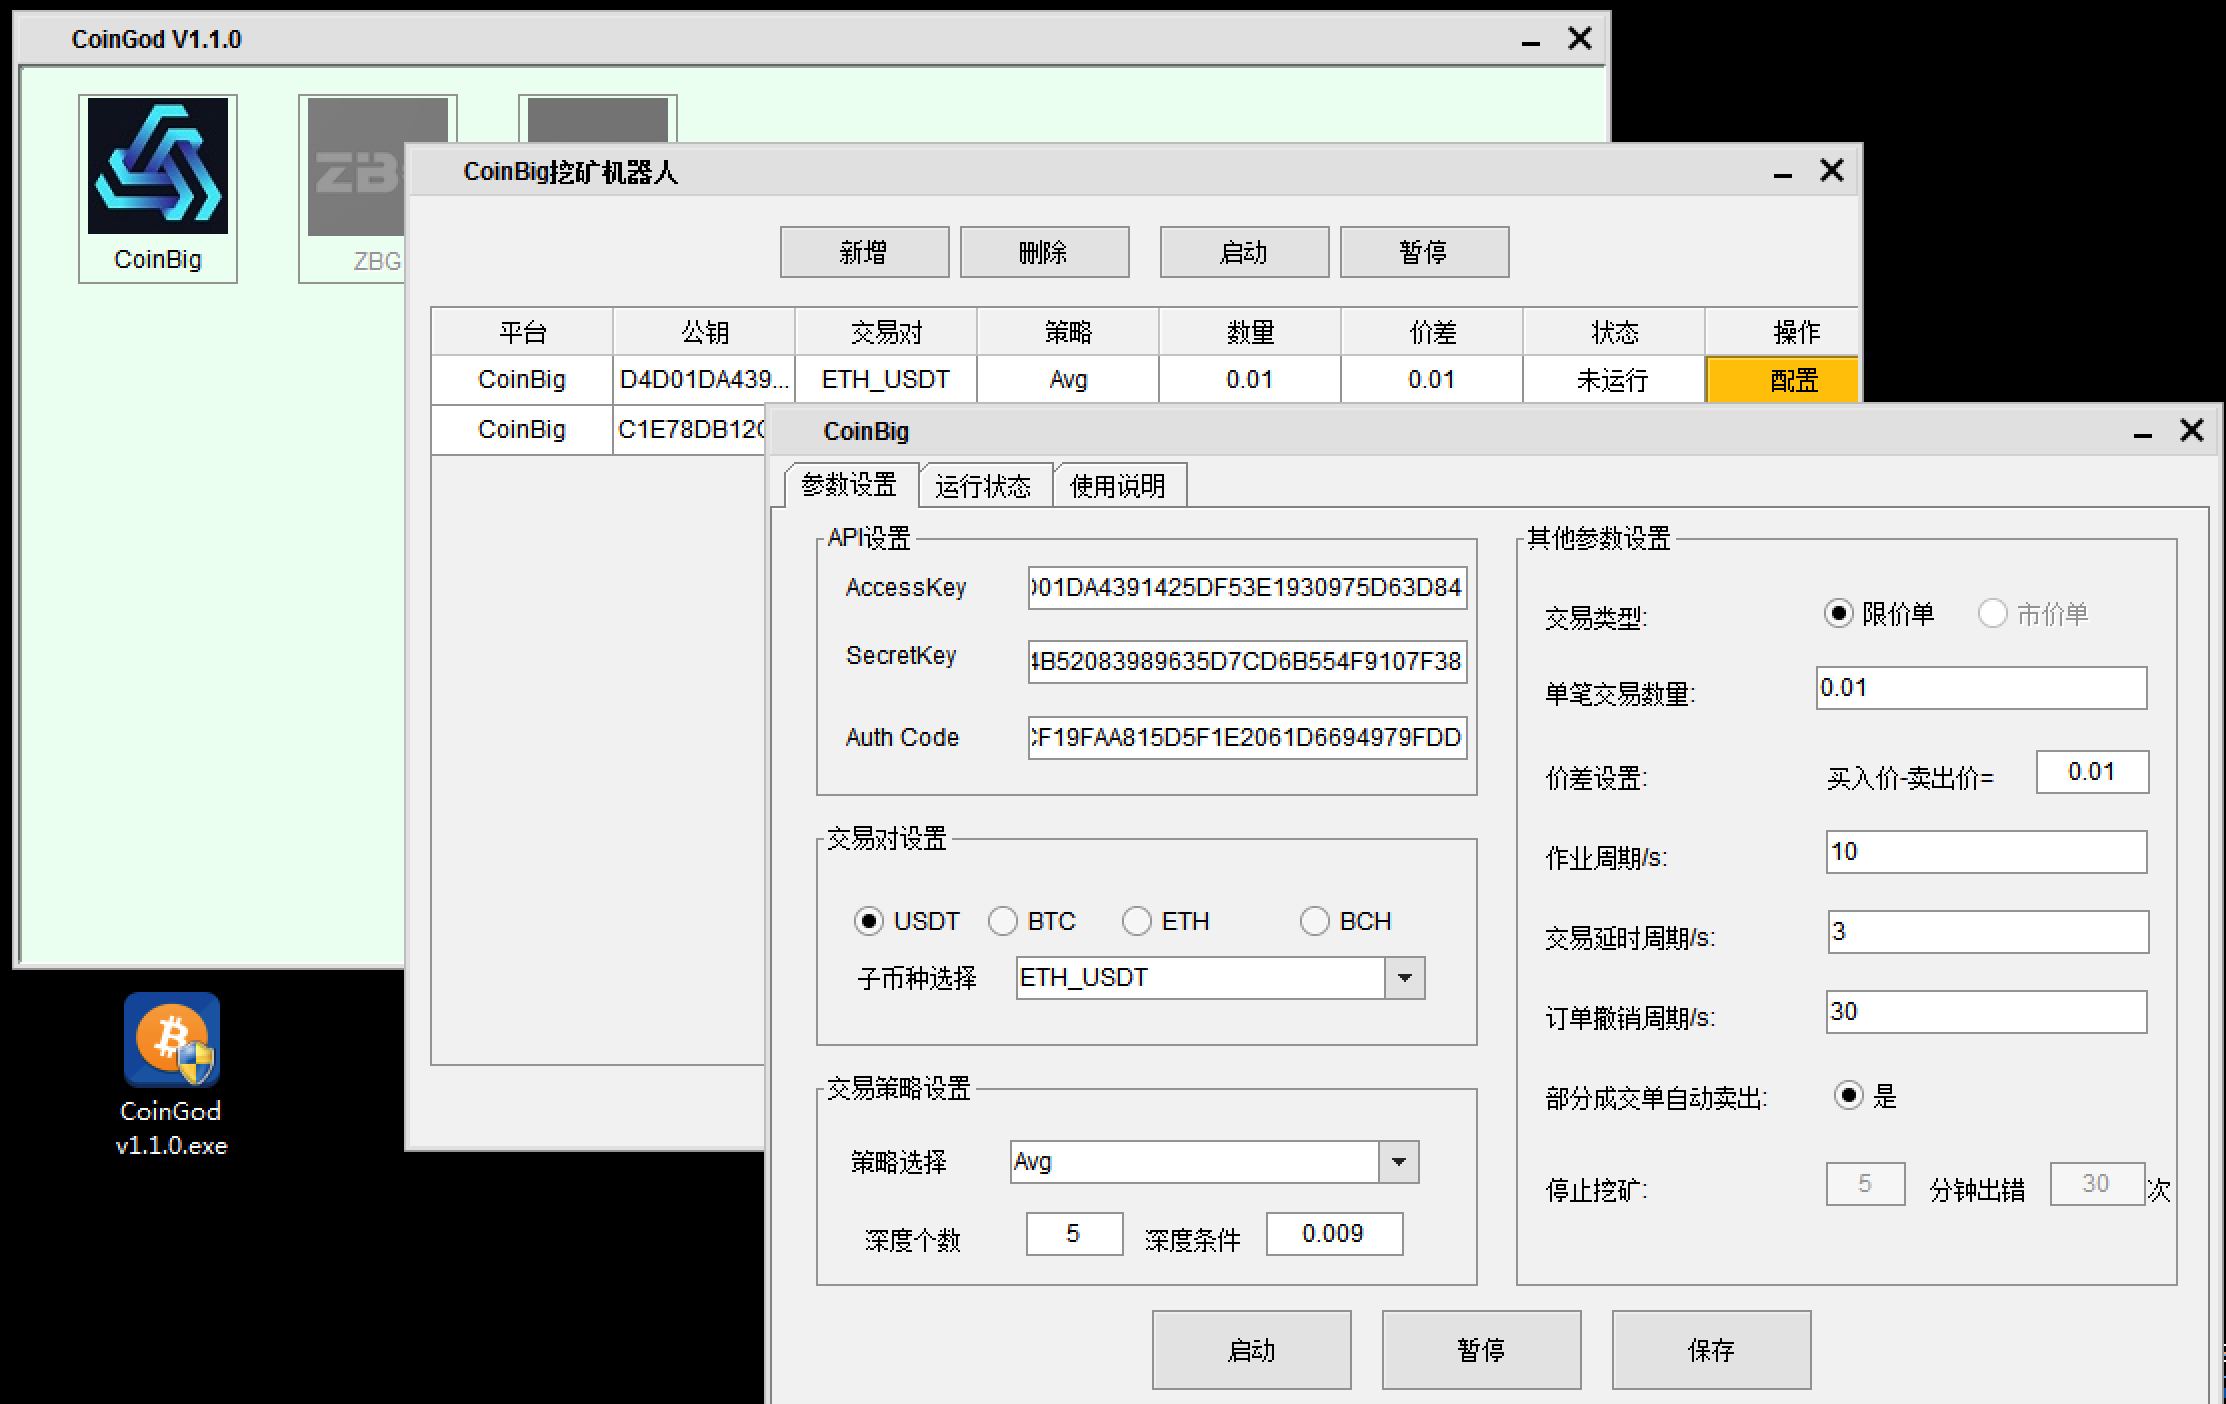 CoinGod V1.1.0
CoinBig
ZBG
CoinBig挖矿机器人
新增 删除 启动 暂停
平台 公钥 交易对 策略 数量 价差 状态 操作
CoinBig D4D01DA439... ETH_USDT Avg 0.01 0.01 未运行 配置
CoinBig C1E78DB12
CoinBig
参数设置 运行状态 使用说明
API设置
AccessKey 01DA4391425DF53E1930975D63D84
SecretKey 4B52083989635D7CD6B554F9107F38
Auth Code F19FAA815D5F1E2061D6694979FDD
交易对设置
USDT BTC ETH BCH
子币种选择 ETH_USDT
交易策略设置
策略选择 Avg
深度个数 5 深度条件 0.009
其他参数设置
交易类型: 限价单 市价单
单笔交易数量: 0.01
价差设置: 买入价-卖出价= 0.01
作业周期/s: 10
交易延时周期/s: 3
订单撤销周期/s: 30
部分成交单自动卖出: 是
停止挖矿: 5 分钟出错 30 次
启动 暂停 保存
CoinGod
v1.1.0.exe